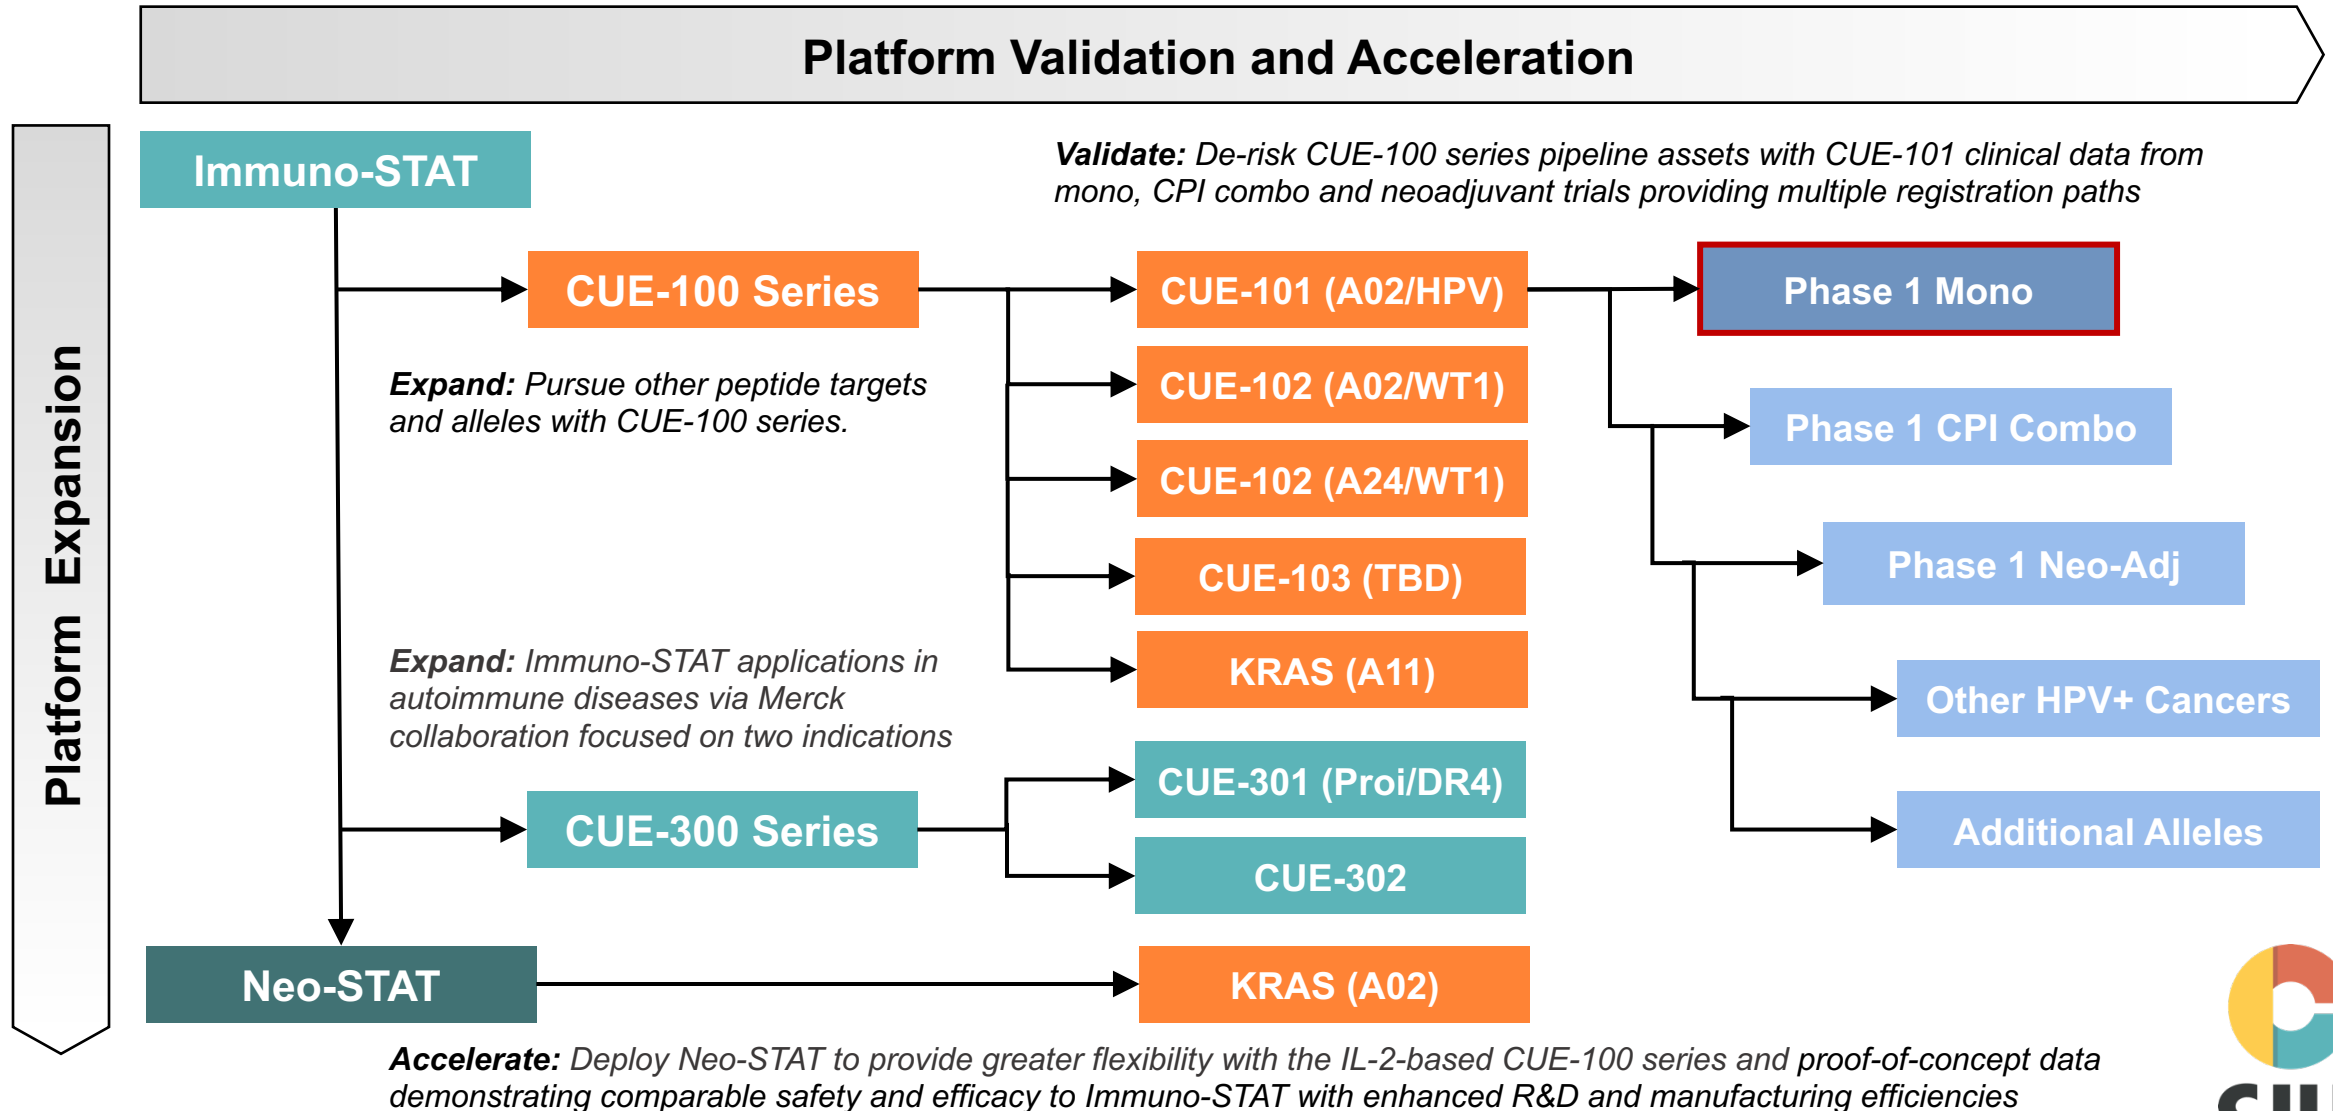 Platform Validation and Acceleration
Platform Expansion
Immuno-STAT
Validate: De-risk CUE-100 series pipeline assets with CUE-101 clinical data from
mono, CPI combo and neoadjuvant trials providing multiple registration paths
CUE-100 Series
CUE-101 (A02/HPV)
Phase 1 Mono
Expand: Pursue other peptide targets
and alleles with CUE-100 series.
CUE-102 (A02/WT1)
Phase 1 CPI Combo
CUE-102 (A24/WT1)
CUE-103 (TBD)
Phase 1 Neo-Adj
Expand: Immuno-STAT applications in
autoimmune diseases via Merck
collaboration focused on two indications
KRAS (A11)
Other HPV+ Cancers
CUE-301 (Proi/DR4)
CUE-300 Series
Additional Alleles
CUE-302
Neo-STAT
KRAS (A02)
Accelerate: Deploy Neo-STAT to provide greater flexibility with the IL-2-based CUE-100 series and proof-of-concept data
demonstrating comparable safety and efficacy to Immuno-STAT with enhanced R&D and manufacturing efficiencies